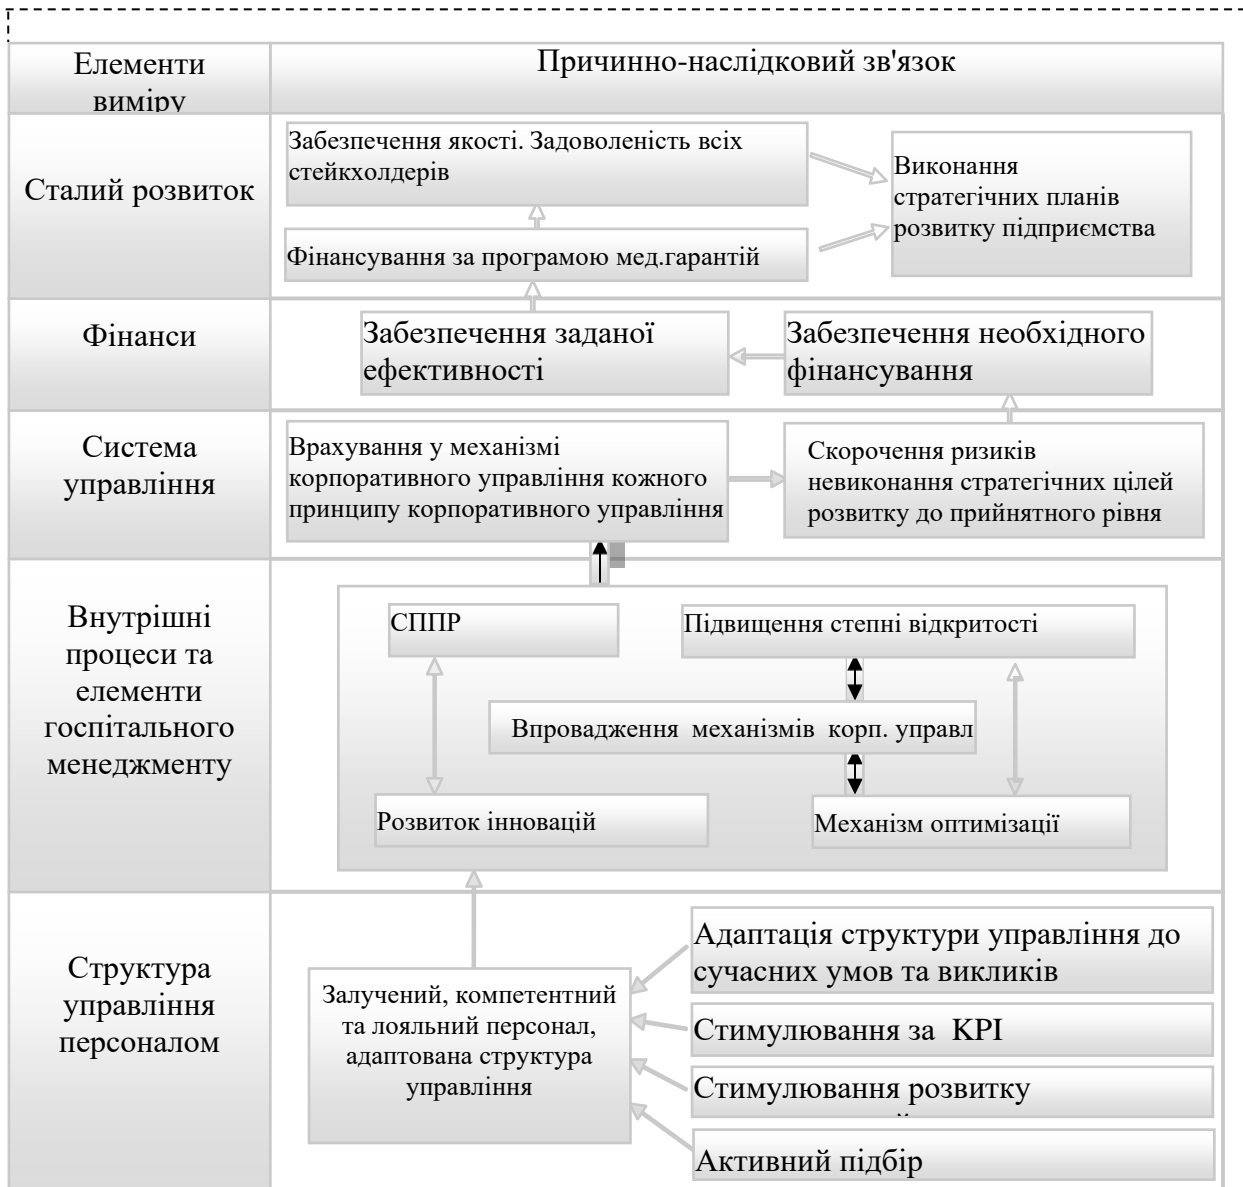 Елементи
виміру
Причинно-наслідковий зв'язок
Сталий розвиток
Забезпечення якості. Задоволеність всіх
стейкхолдерів
Виконання
стратегічних планів
розвитку підприємства
Фінансування за програмою мед.гарантій
Фінанси
Забезпечення заданої
ефективності
Забезпечення необхідного
фінансування
Система
управління
Врахування у механізмі
корпоративного управління кожного
принципу корпоративного управління
Скорочення ризиків
невиконання стратегічних цілей
розвитку до прийнятного рівня
Внутрішні
процеси та
елементи
госпітального
менеджменту
СППР
Підвищення степні відкритості
Впровадження механізмів корп. управл
Розвиток інновацій
Механізм оптимізації
Структура
управління
персоналом
Залучений, компетентний
та лояльний персонал,
адаптована структура
управління
Адаптація структури управління до
сучасних умов та викликів
Стимулювання за KPI
Стимулювання розвитку
Активний підбір